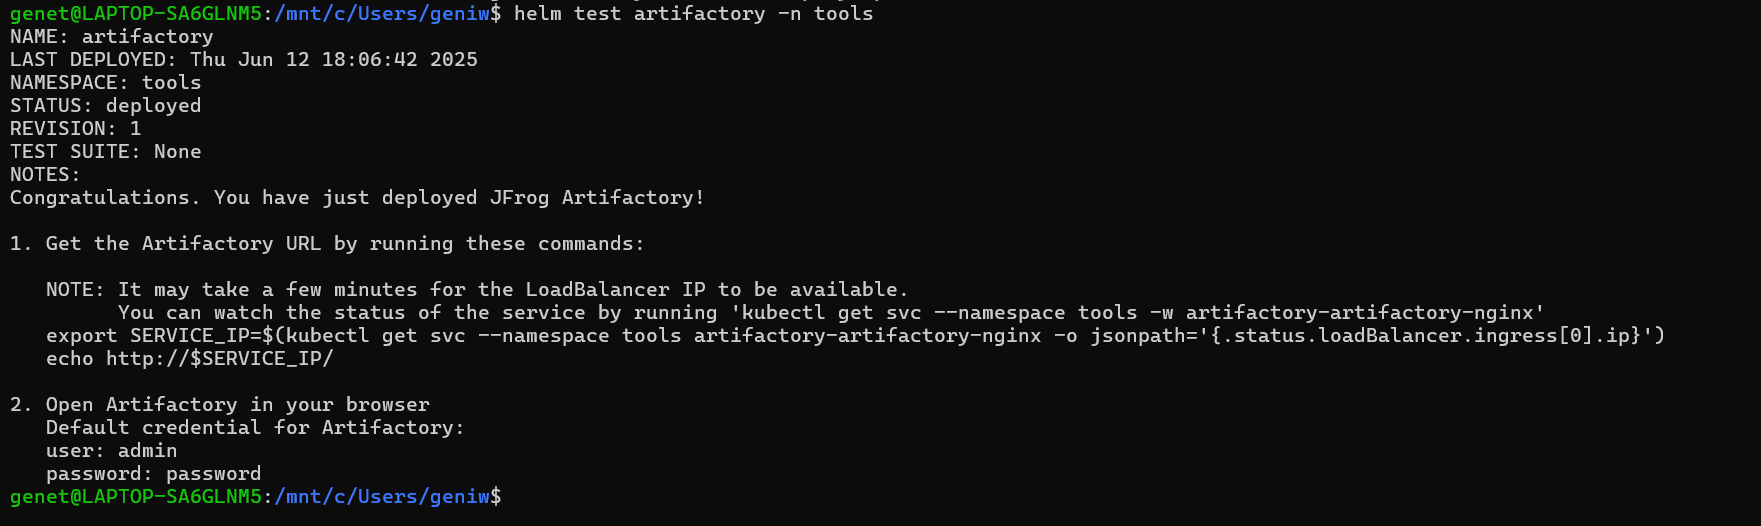 genet@LAPTOP-SA6GLNM5:/mnt/c/Users/geniw$ helm test artifactory -n tools
NAME: artifactory
LAST DEPLOYED: Thu Jun 12 18:06:42 2025
NAMESPACE: tools
STATUS: deployed
REVISION: 1
TEST SUITE: None
NOTES:
Congratulations. You have just deployed JFrog Artifactory!

1. Get the Artifactory URL by running these commands:

   NOTE: It may take a few minutes for the LoadBalancer IP to be available.
         You can watch the status of the service by running 'kubectl get svc --namespace tools -w artifactory-artifactory-nginx'
   export SERVICE_IP=$(kubectl get svc --namespace tools artifactory-artifactory-nginx -o jsonpath='{.status.loadBalancer.ingress[0].ip}')
   echo http://$SERVICE_IP/

2. Open Artifactory in your browser
   Default credential for Artifactory:
   user: admin
   password: password
genet@LAPTOP-SA6GLNM5:/mnt/c/Users/geniw$